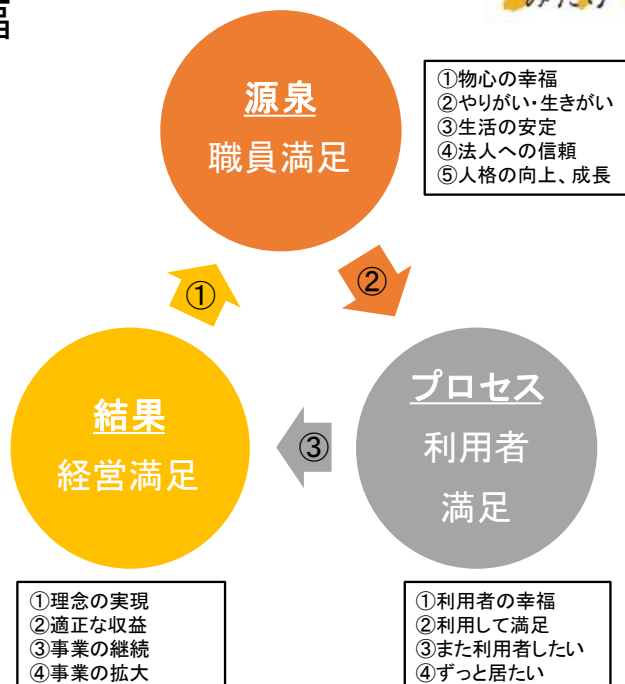 福
源泉
職員満足
①物心の幸福
②やりがい・生きがい
③生活の安定
④法人への信頼
⑤人格の向上、成長
①
②
結果
経営満足
③
プロセス
利用者
満足
①理念の実現
②適正な収益
③事業の継続
④事業の拡大
①利用者の幸福
②利用して満足
③また利用者したい
④ずっと居たい